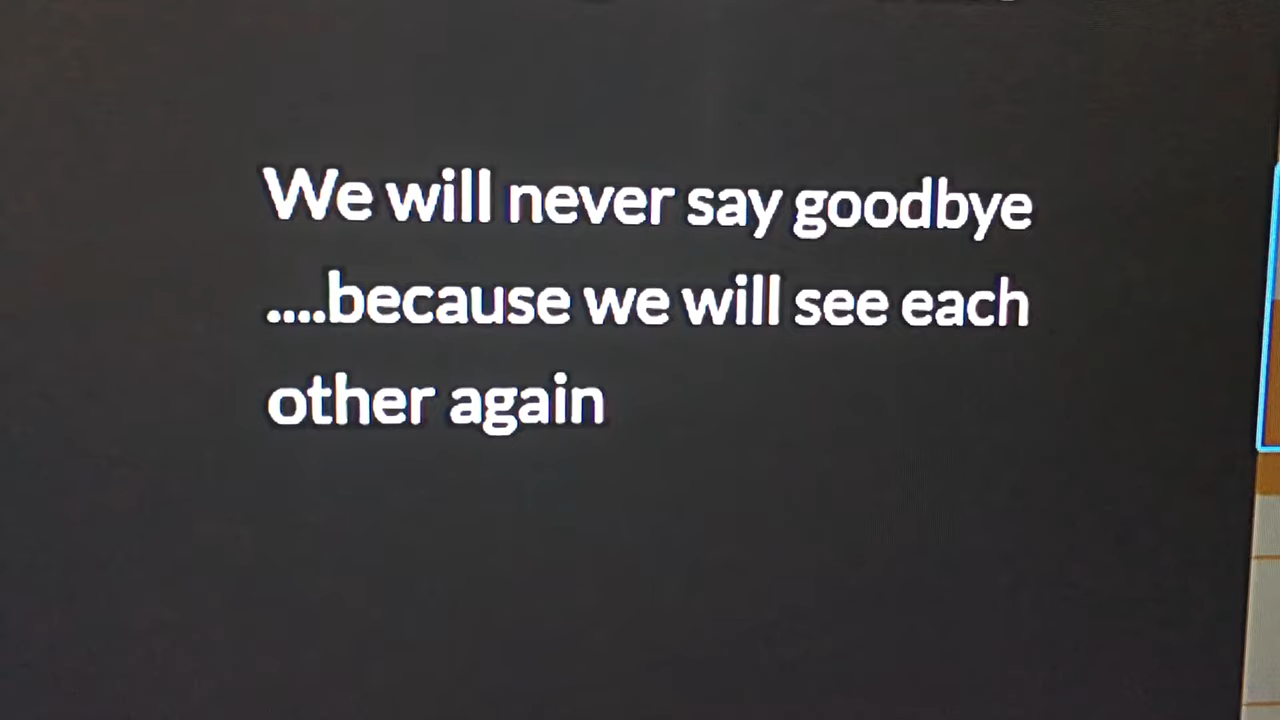 We will never say goodbye
....because we will see each
other again